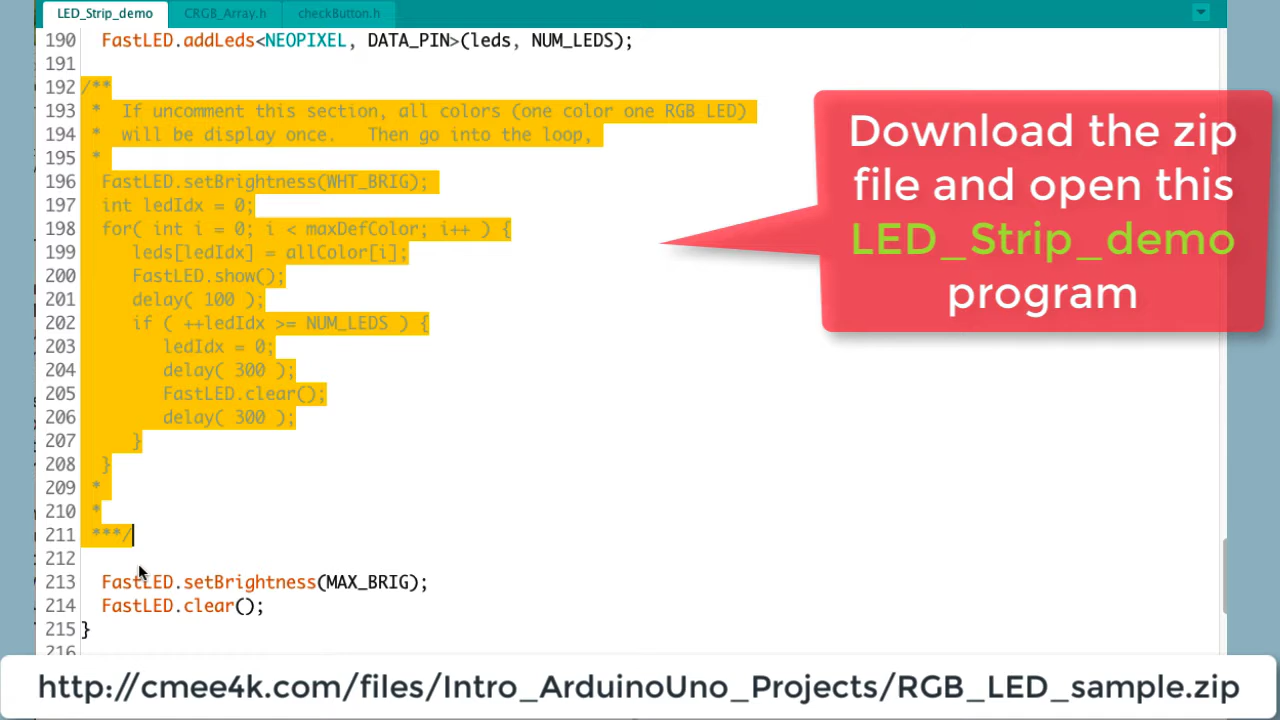 LED_Strip_demo CRGB_Array.h checkButton.h
190 FastLED.addLeds<NEOPIXEL, DATA_PIN>(leds, NUM_LEDS);
191
192 /**
193 * If uncomment this section, all colors (one color one RGB LED)
194 * will be display once. Then go into the loop,
195 *
196 FastLED.setBrightness(WHT_BRIG);
197 int ledIdx = 0;
198 for( int i = 0; i < maxDefColor; i++ ) {
199 leds[ledIdx] = allColor[i];
200 FastLED.show();
201 delay( 100 );
202 if ( ++ledIdx >= NUM_LEDS ) {
203 ledIdx = 0;
204 delay( 300 );
205 FastLED.clear();
206 delay( 300 );
207 }
208 }
209 *
210 *
211 ***/
212
213 FastLED.setBrightness(MAX_BRIG);
214 FastLED.clear();
215 }
216
Download the zip
file and open this
LED_Strip_demo
program
http://cmee4k.com/files/Intro_ArduinoUno_Projects/RGB_LED_sample.zip